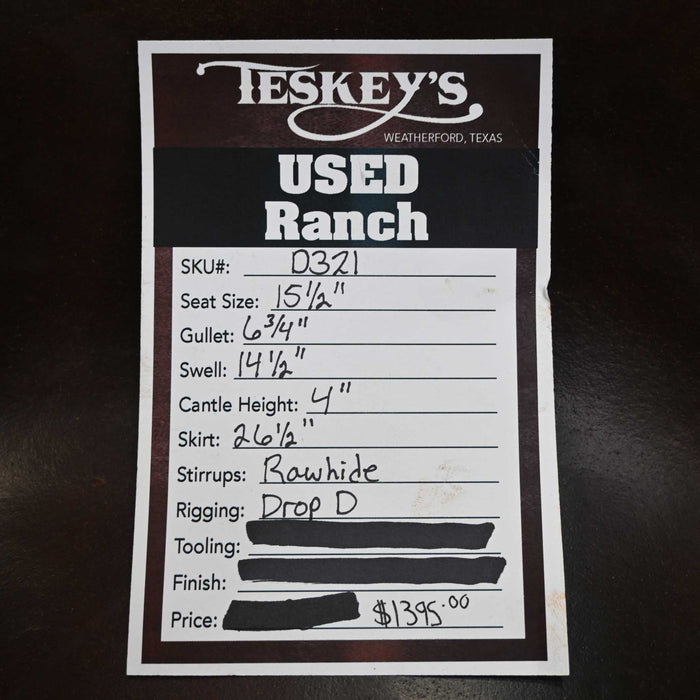 TESKEY'S
WEATHERFORD, TEXAS
USED
Ranch
SKU#: D321
Seat Size: 15 1/2"
Gullet: 6 3/4"
Swell: 14 1/2"
Cantle Height: 4"
Skirt: 26 1/2"
Stirrups: Rawhide
Rigging: Drop D
Tooling:
Finish:
Price: $1395.00